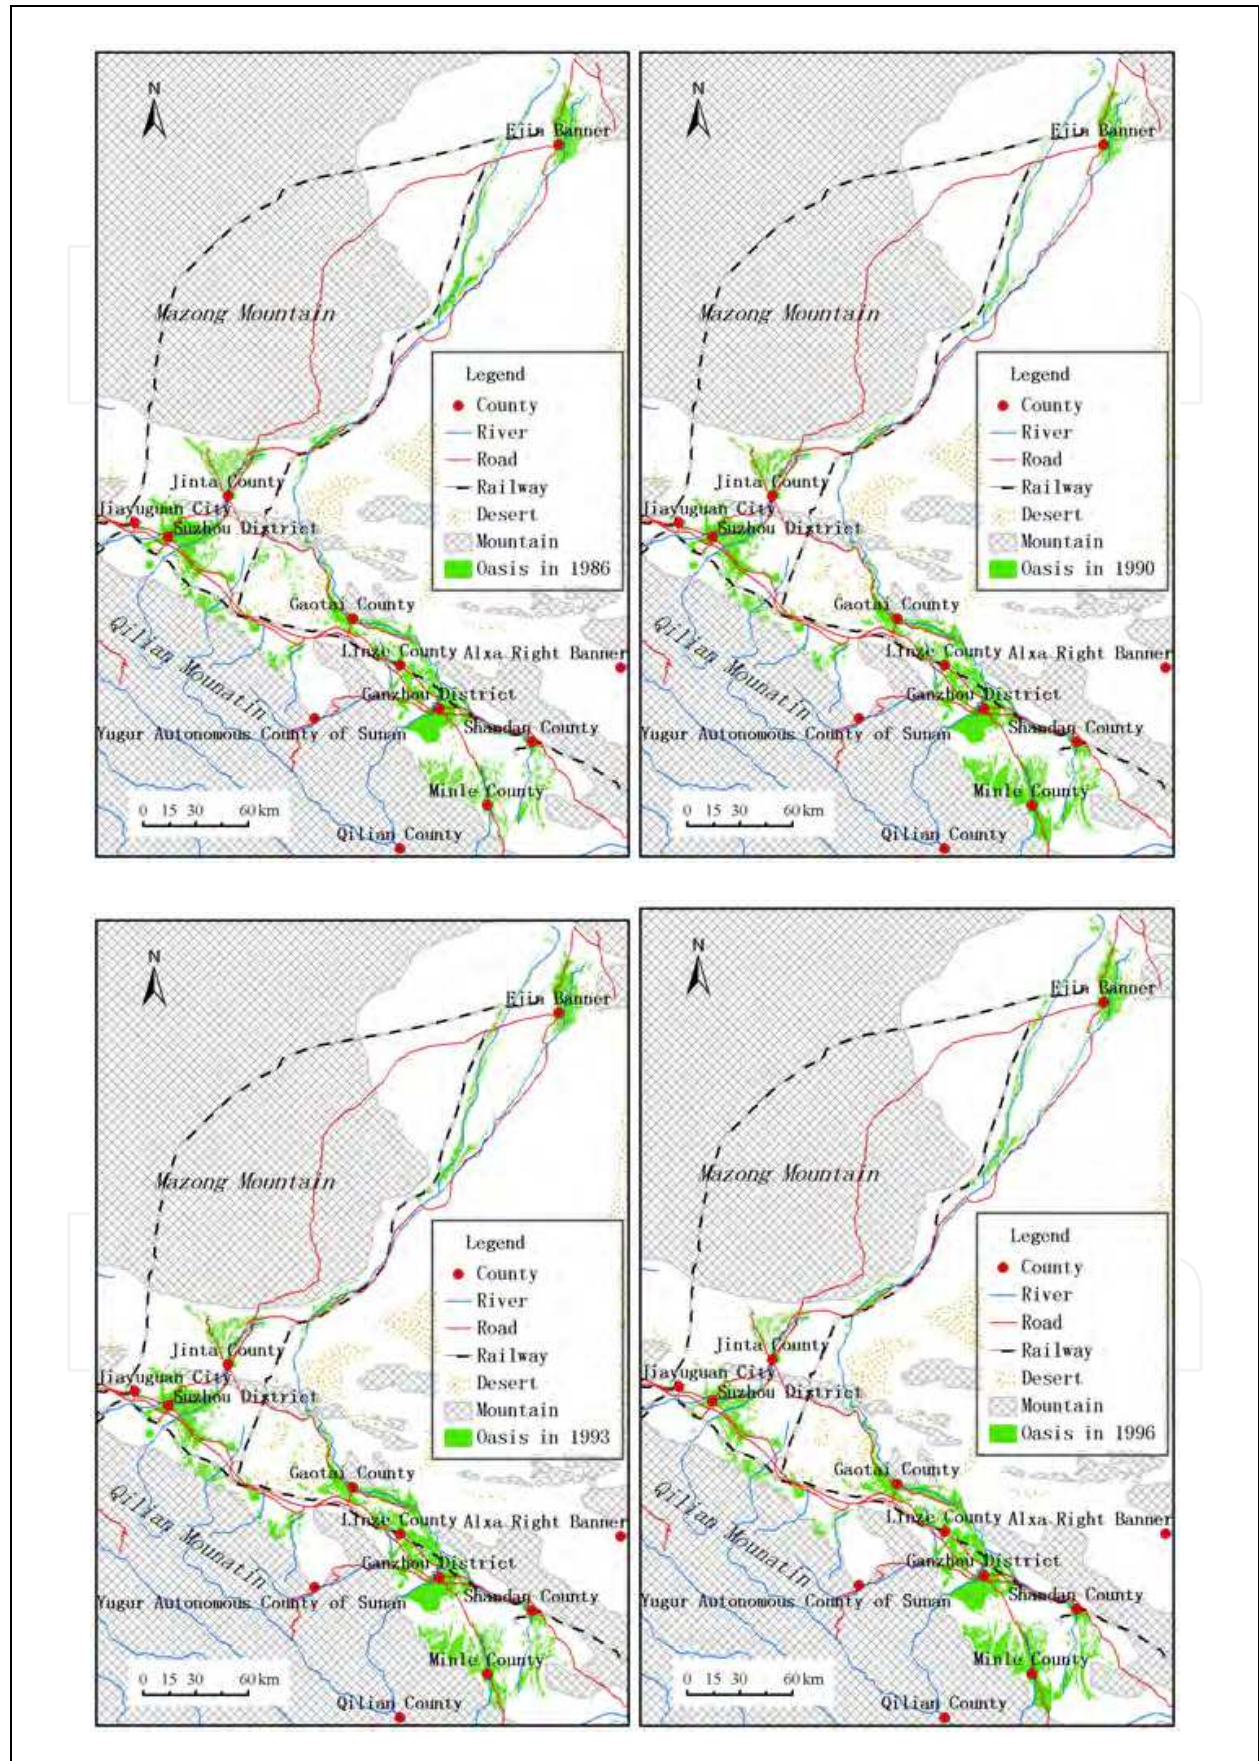 N
Ejin Banner
Mazong Mountain
Legend
County
River
Road
Railway
Desert
Mountain
Oasis in 1986
Jinta County
Jiayuguan City
Suzhou District
Gaotai County
Linze County
Alxa Right Banner
Qilian Mounatin
Ganzhou District
Shandan County
Yugur Autonomous County of Sunan
Minle County
0 15 30 60 km
Qilian County
N
Ejin Banner
Mazong Mountain
Legend
County
River
Road
Railway
Desert
Mountain
Oasis in 1990
Jinta County
Jiayuguan City
Suzhou District
Gaotai County
Linze County
Alxa Right Banner
Qilian Mounatin
Ganzhou District
Shandan County
Yugur Autonomous County of Sunan
Minle County
0 15 30 60 km
Qilian County
N
Ejin Banner
Mazong Mountain
Legend
County
River
Road
Railway
Desert
Mountain
Oasis in 1993
Jinta County
Jiayuguan City
Suzhou District
Gaotai County
Linze County
Alxa Right Banner
Qilian Mounatin
Ganzhou District
Shandan County
Yugur Autonomous County of Sunan
Minle County
0 15 30 60 km
Qilian County
N
Ejin Banner
Mazong Mountain
Legend
County
River
Road
Railway
Desert
Mountain
Oasis in 1996
Jinta County
Jiayuguan City
Suzhou District
Gaotai County
Linze County
Alxa Right Banner
Qilian Mounatin
Ganzhou District
Shandan County
Yugur Autonomous County of Sunan
Minle County
0 15 30 60 km
Qilian County